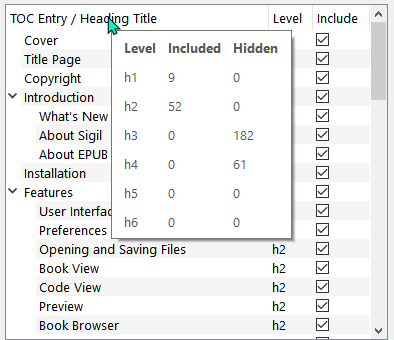 TOC Entry / Heading Title Level Include
Cover
Title Page
Copyright
Introduction
What's New
About Sigil
About EPUB
Installation
Features
User Interfac
Preferences
Opening and Saving Files h2
Book View h2
Code View h2
Preview h2
Book Browser h2
Level Included Hidden
h1 9 0
h2 52 0
h3 0 182
h4 0 61
h5 0 0
h6 0 0